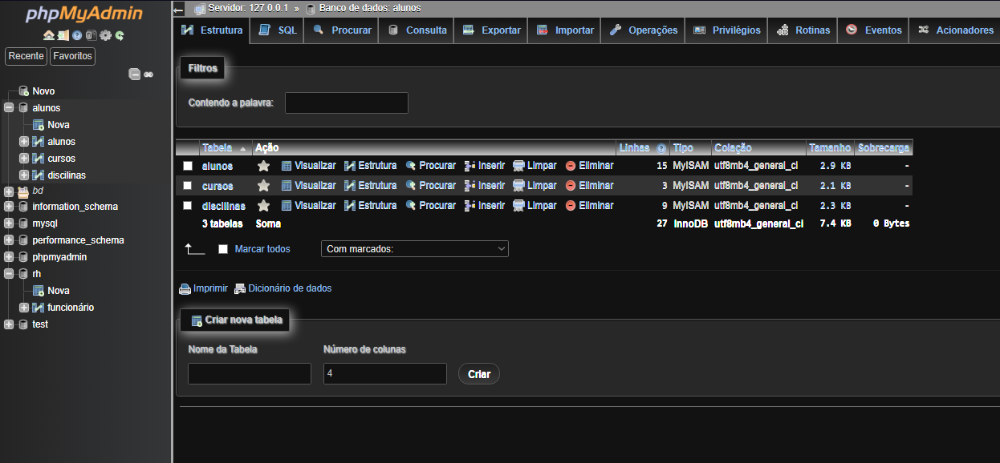 phpMyAdmin
Recente Favoritos
Novo
alunos
Nova
alunos
cursos
discilinas
bd
information_schema
mysql
performance_schema
phpmyadmin
rh
Nova
funcionário
test
Servidor: 127.0.0.1 » Banco de dados: alunos
Estrutura SQL Procurar Consulta Exportar Importar Operações Privilégios Rotinas Eventos Acionadores
Filtros
Contendo a palavra:
Tabela Ação Linhas Tipo Colação Tamanho Sobrecarga
alunos Visualizar Estrutura Procurar Inserir Limpar Eliminar 15 MyISAM utf8mb4_general_ci 2.9 KB -
cursos Visualizar Estrutura Procurar Inserir Limpar Eliminar 3 MyISAM utf8mb4_general_ci 2.1 KB -
discilinas Visualizar Estrutura Procurar Inserir Limpar Eliminar 9 MyISAM utf8mb4_general_ci 2.3 KB -
3 tabelas Soma 27 InnoDB utf8mb4_general_ci 7.4 KB 0 Bytes
Marcar todos Com marcados:
Imprimir Dicionário de dados
Criar nova tabela
Nome da Tabela Número de colunas
4 Criar